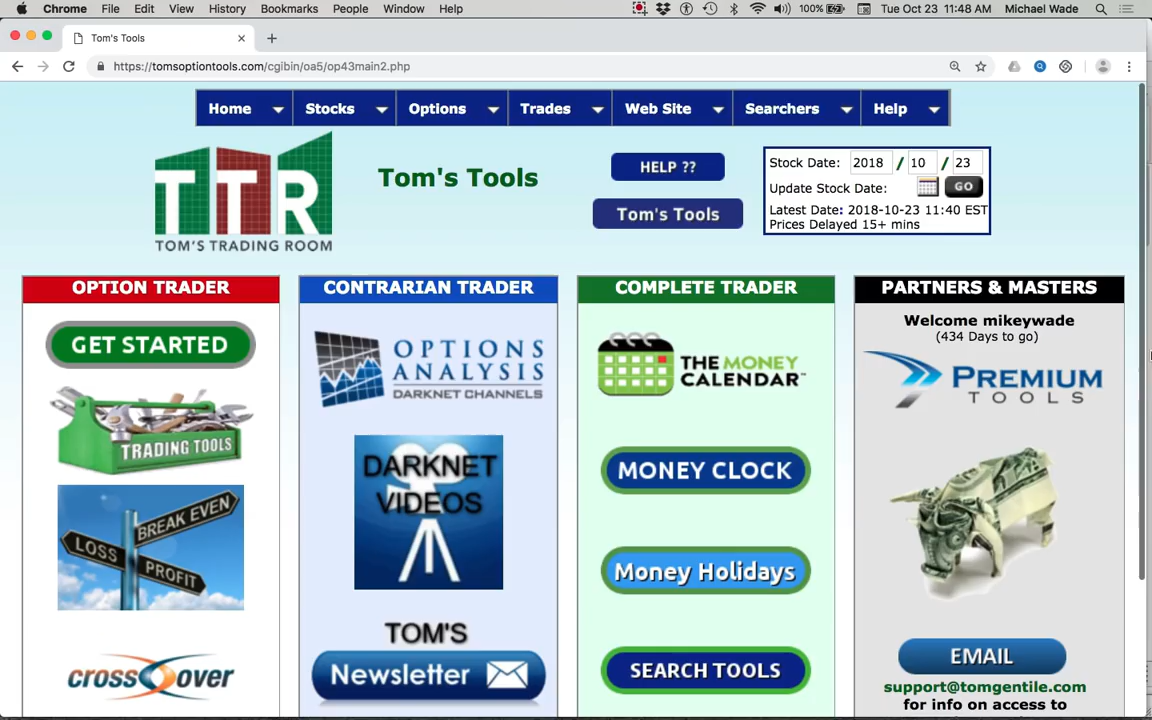 Chrome File Edit View History Bookmarks People Window Help 100% Tue Oct 23 11:48 AM Michael Wade
Tom's Tools
https://tomsoptiontools.com/cgibin/oa5/op43main2.php
Home Stocks Options Trades Web Site Searchers Help
TTR
TOM'S TRADING ROOM
Tom's Tools
HELP ??
Tom's Tools
Stock Date: 2018 / 10 / 23
Update Stock Date: GO
Latest Date: 2018-10-23 11:40 EST
Prices Delayed 15+ mins
OPTION TRADER
GET STARTED
TRADING TOOLS
BREAK EVEN
LOSS
PROFIT
crossover
CONTRARIAN TRADER
OPTIONS
ANALYSIS
DARKNET CHANNELS
DARKNET
VIDEOS
TOM'S
Newsletter
COMPLETE TRADER
THE MONEY
CALENDAR™
MONEY CLOCK
Money Holidays
SEARCH TOOLS
PARTNERS & MASTERS
Welcome mikeywade
(434 Days to go)
PREMIUM
TOOLS
EMAIL
support@tomgentile.com
for info on access to